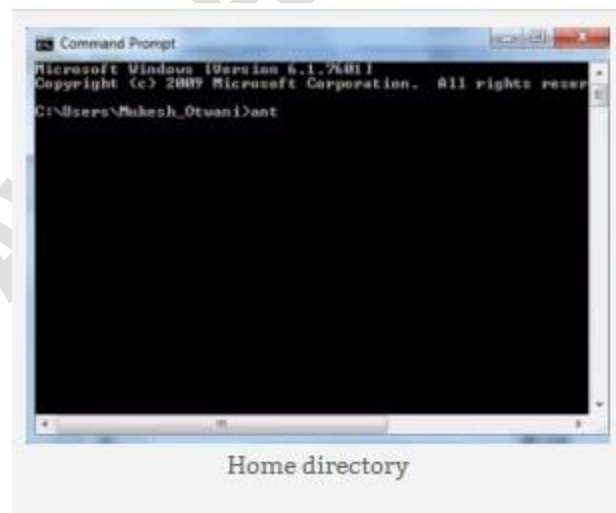 Command Prompt
Microsoft Windows [Version 6.1.7601]
Copyright (c) 2009 Microsoft Corporation. All rights reser
C:\Users\Mukesh_Otwani>ant
Home directory